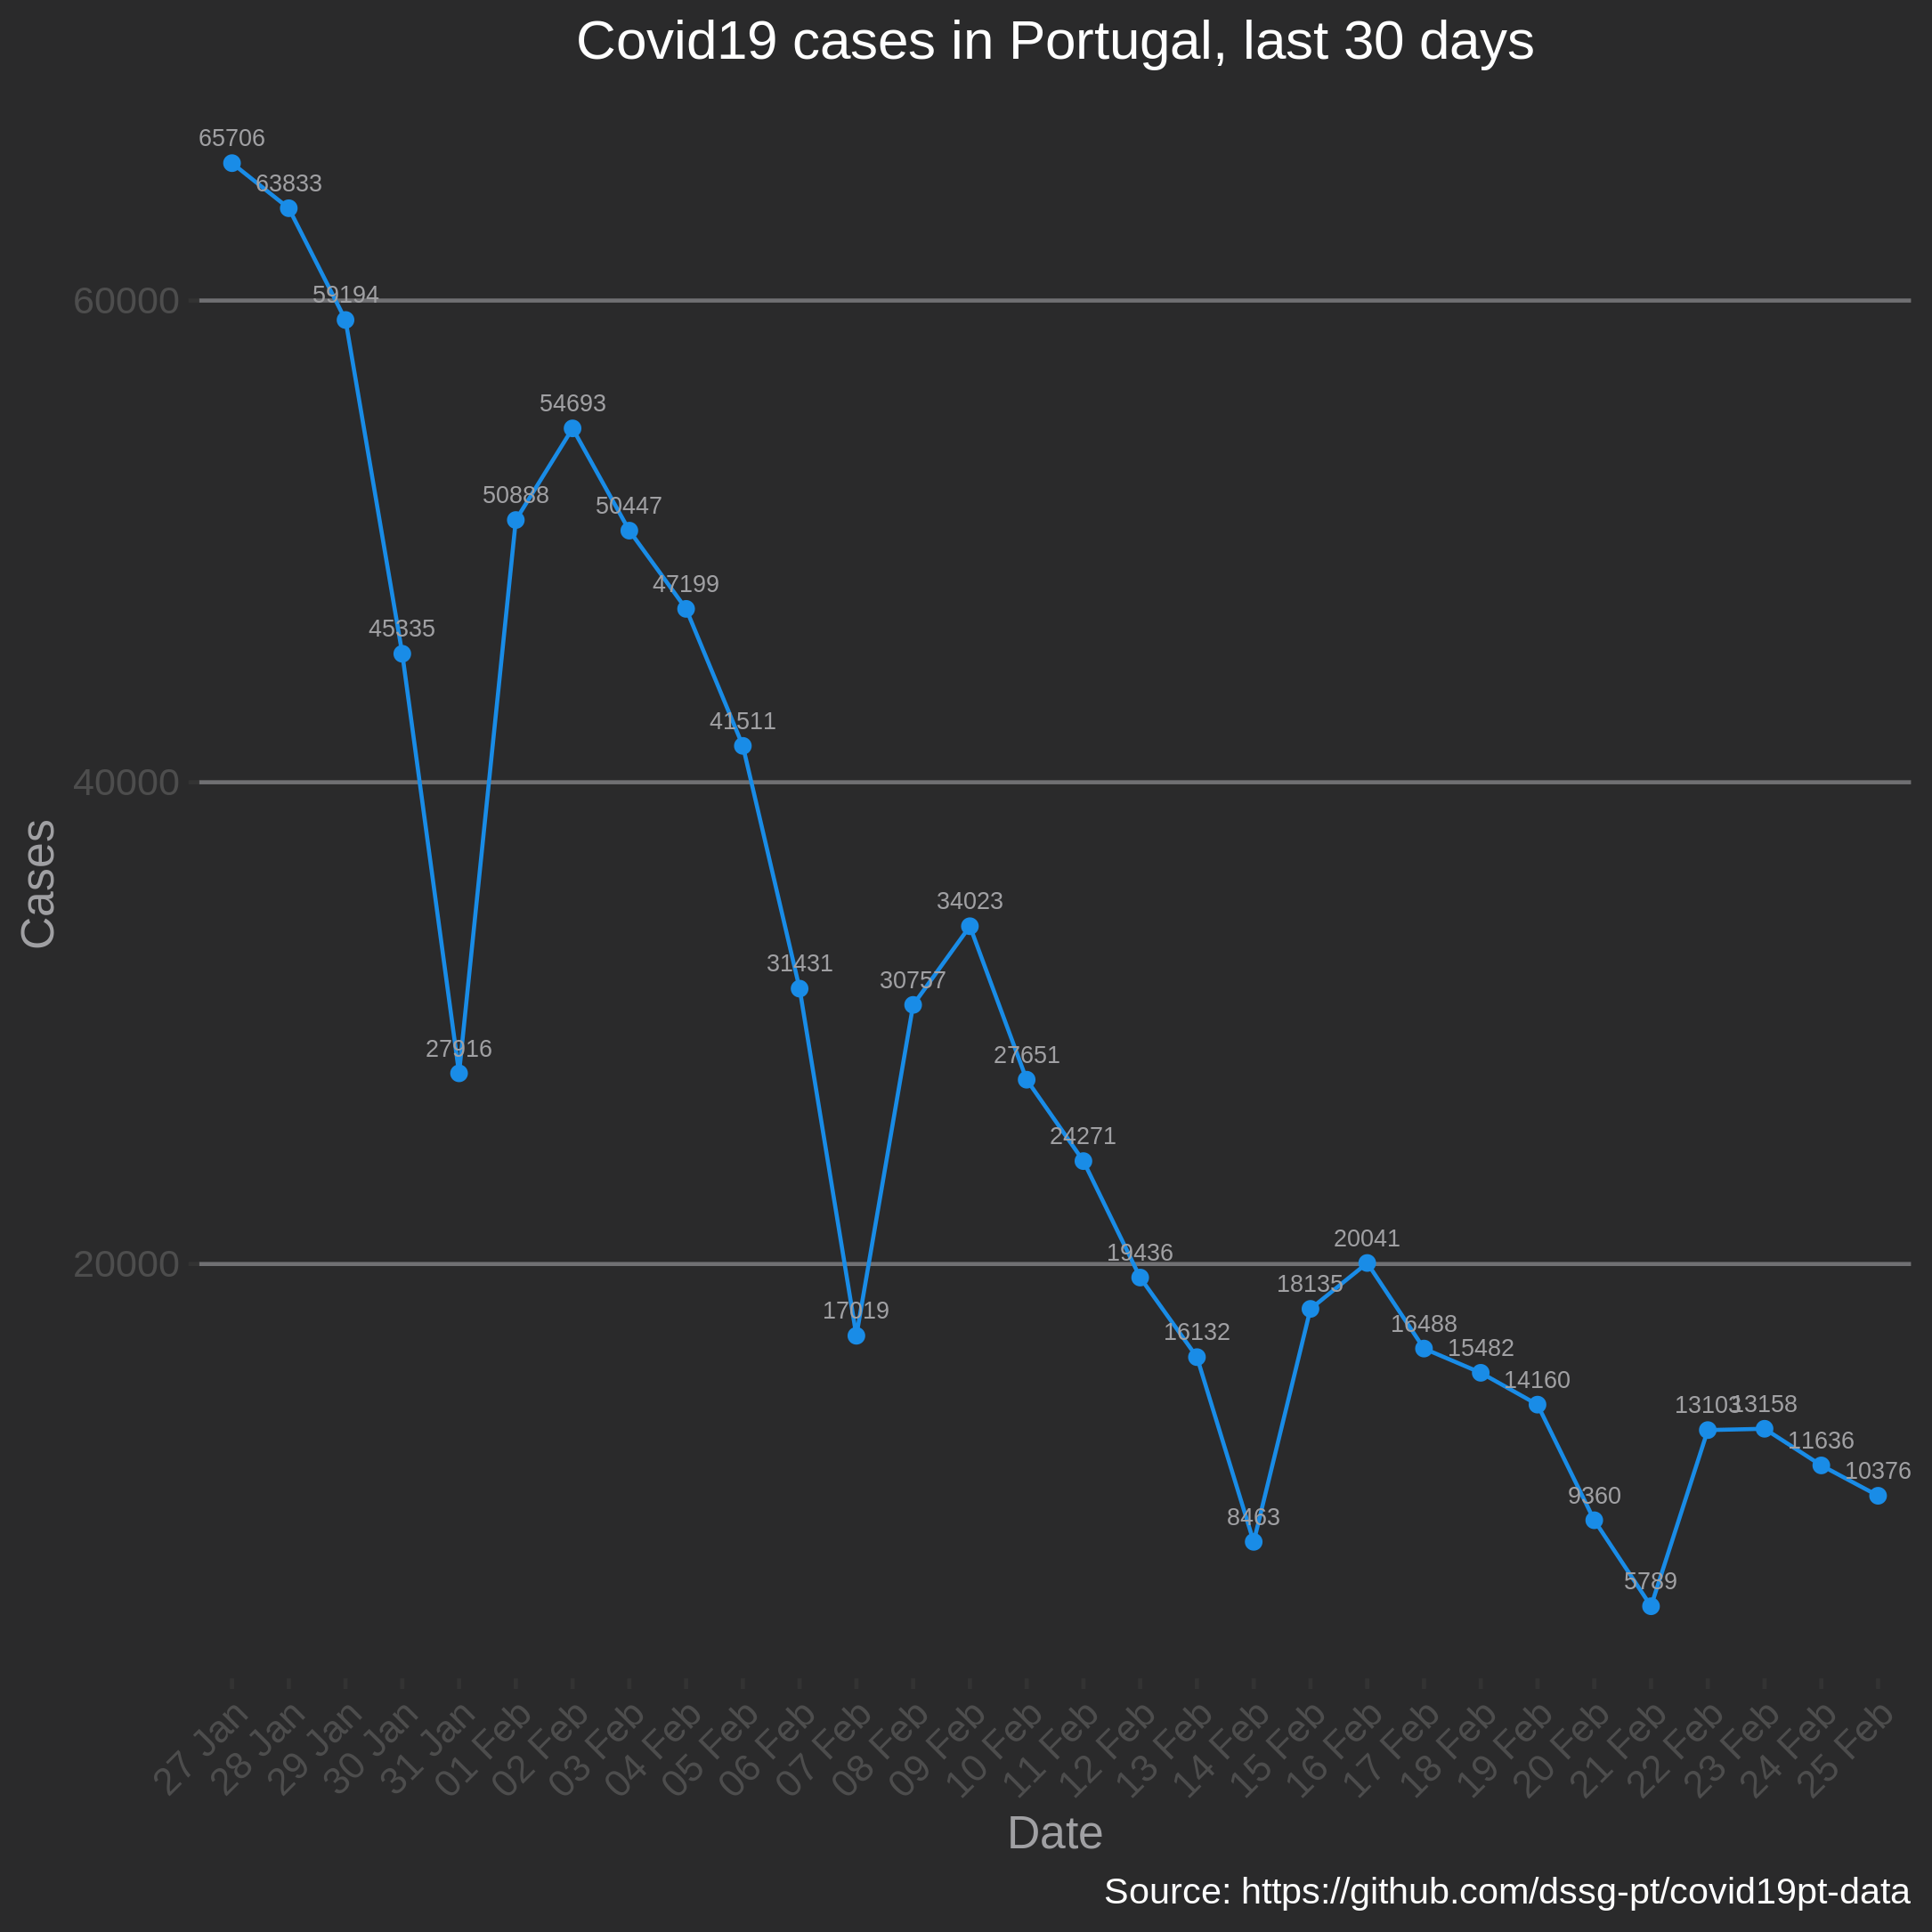 Covid19 cases in Portugal, last 30 days
65706
63833
59194
45335
27916
50888
54693
50447
47199
41511
31431
17019
30757
34023
27651
24271
19436
16132
8463
18135
20041
16488
15482
14160
9360
5789
13103
13158
11636
10376
60000
40000
20000
Cases
27 Jan
28 Jan
29 Jan
30 Jan
31 Jan
01 Feb
02 Feb
03 Feb
04 Feb
05 Feb
06 Feb
07 Feb
08 Feb
09 Feb
10 Feb
11 Feb
12 Feb
13 Feb
14 Feb
15 Feb
16 Feb
17 Feb
18 Feb
19 Feb
20 Feb
21 Feb
22 Feb
23 Feb
24 Feb
25 Feb
Date
Source: https://github.com/dssg-pt/covid19pt-data